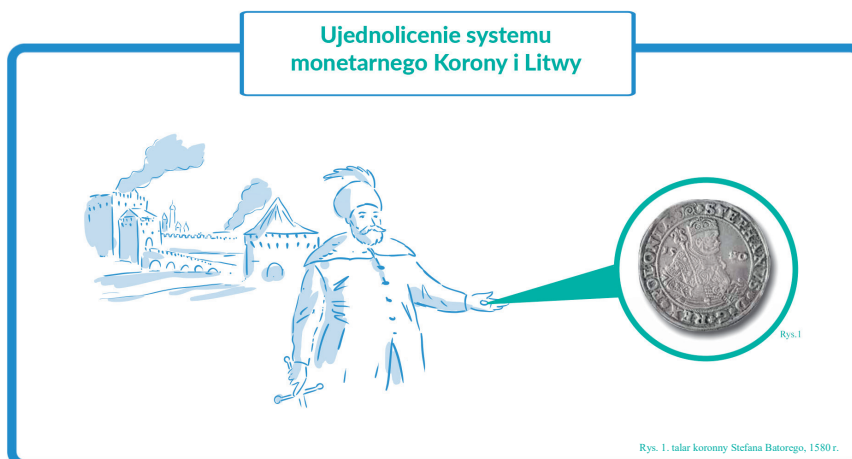 Ujednolicenie systemu
monetarnego Korony i Litwy
Rys.1
Rys. 1. talar koronny Stefana Batorego, 1580 r.